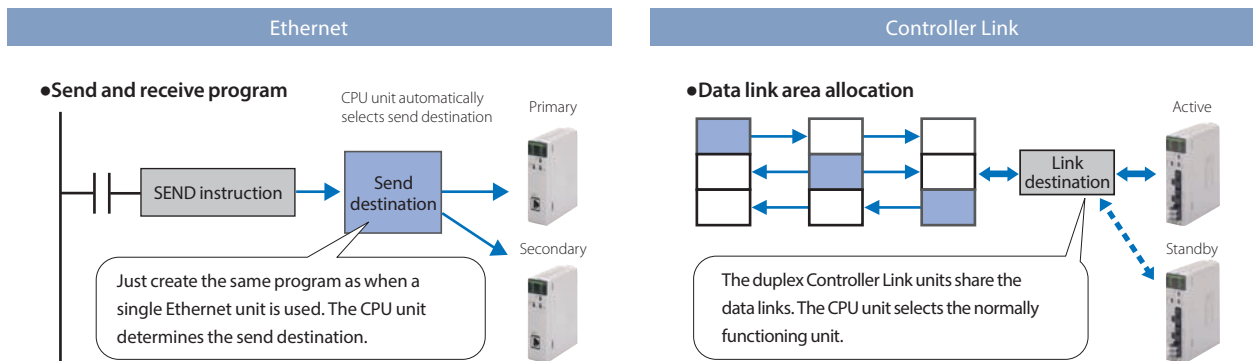 Ethernet
●Send and receive program
CPU unit automatically
selects send destination
Primary
SEND instruction
Send
destination
Secondary
Just create the same program as when a
single Ethernet unit is used. The CPU unit
determines the send destination.
Controller Link
●Data link area allocation
Active
Link
destination
Standby
The duplex Controller Link units share the
data links. The CPU unit selects the normally
functioning unit.